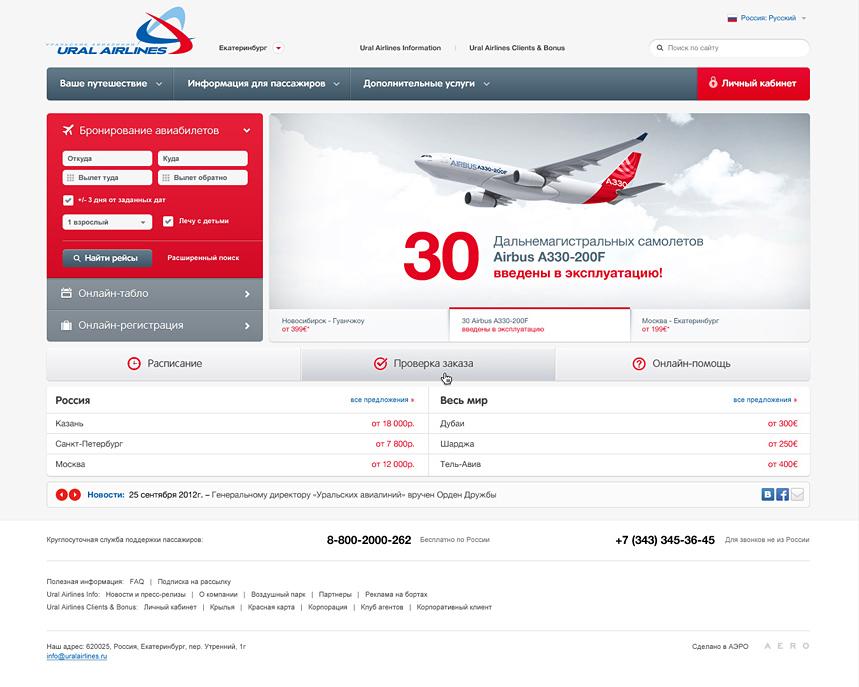 Россия: Русский
УРАЛЬСКИЕ АВИАЛИНИИ
URAL AIRLINES
Екатеринбург
Ural Airlines Information
Ural Airlines Clients & Bonus
Поиск по сайту
Ваше путешествие
Информация для пассажиров
Дополнительные услуги
Личный кабинет
Бронирование авиабилетов
Откуда
Куда
Вылет туда
Вылет обратно
+/- 3 дня от заданных дат
1 взрослый
Лечу с детьми
Найти рейсы
Расширенный поиск
Онлайн-табло
Онлайн-регистрация
AIRBUS A330-200F
A330
30
Дальнемагистральных самолетов
Airbus A330-200F
введены в эксплуатацию!
Новосибирск - Гуанчжоу
от 399€*
30 Airbus A330-200F
введены в эксплуатацию
Москва - Екатеринбург
от 199€*
Расписание
Проверка заказа
Онлайн-помощь
Россия
все предложения
Казань
от 18 000р.
Санкт-Петербург
от 7 800р.
Москва
от 12 000р.
Весь мир
все предложения
Дубаи
от 300€
Шарджа
от 250€
Тель-Авив
от 400€
Новости: 25 сентября 2012г. – Генеральному директору «Уральских авиалиний» вручен Орден Дружбы
Круглосуточная служба поддержки пассажиров:
8-800-2000-262 Бесплатно по России
+7 (343) 345-36-45 Для звонков не из России
Полезная информация: FAQ | Подписка на рассылку
Ural Airlines Info: Новости и пресс-релизы | О компании | Воздушный парк | Партнеры | Реклама на бортах
Ural Airlines Clients & Bonus: Личный кабинет | Крылья | Красная карта | Корпорация | Клуб агентов | Корпоративный клиент
Наш адрес: 620025, Россия, Екатеринбург, пер. Утренний, 1г
info@uralairlines.ru
Сделано в АЭРО
AERO